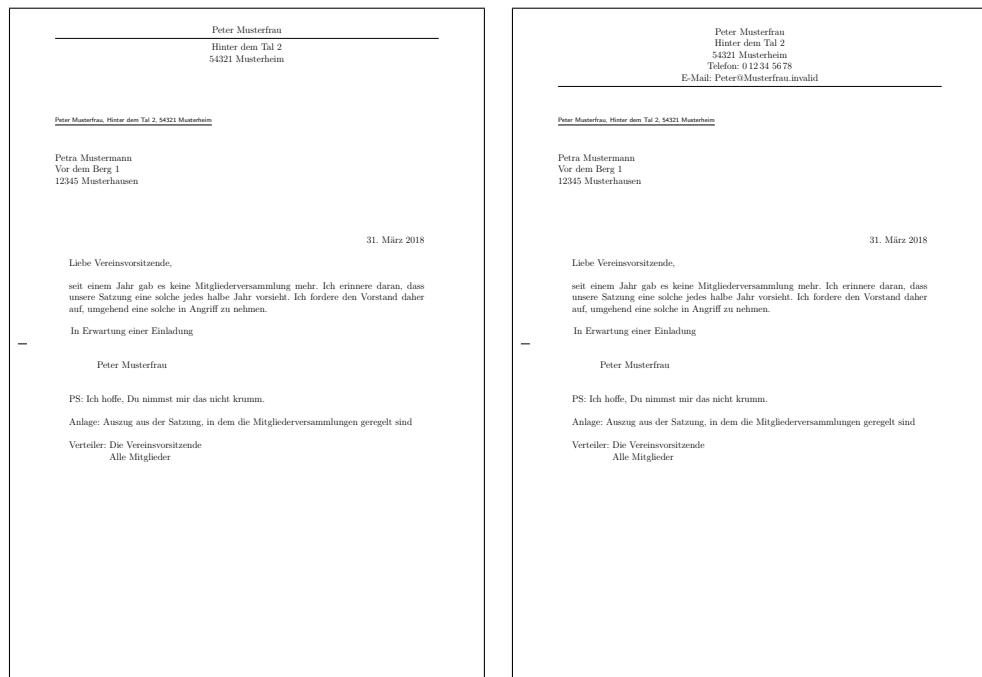 Peter Musterfrau
Hinter dem Tal 2
54321 Musterheim
Peter Musterfrau, Hinter dem Tal 2, 54321 Musterheim
Petra Mustermann
Vor dem Berg 1
12345 Musterhausen
31. März 2018
Liebe Vereinsvorsitzende,
seit einem Jahr gab es keine Mitgliederversammlung mehr. Ich erinnere daran, dass
unsere Satzung eine solche jedes halbe Jahr vorsieht. Ich fordere den Vorstand daher
auf, umgehend eine solche in Angriff zu nehmen.
In Erwartung einer Einladung
Peter Musterfrau
PS: Ich hoffe, Du nimmst mir das nicht krumm.
Anlage: Auszug aus der Satzung, in dem die Mitgliederversammlungen geregelt sind
Verteiler: Die Vereinsvorsitzende
Alle Mitglieder
Peter Musterfrau
Hinter dem Tal 2
54321 Musterheim
Telefon: 0 12 34 56 78
E-Mail: Peter@Musterfrau.invalid
Peter Musterfrau, Hinter dem Tal 2, 54321 Musterheim
Petra Mustermann
Vor dem Berg 1
12345 Musterhausen
31. März 2018
Liebe Vereinsvorsitzende,
seit einem Jahr gab es keine Mitgliederversammlung mehr. Ich erinnere daran, dass
unsere Satzung eine solche jedes halbe Jahr vorsieht. Ich fordere den Vorstand daher
auf, umgehend eine solche in Angriff zu nehmen.
In Erwartung einer Einladung
Peter Musterfrau
PS: Ich hoffe, Du nimmst mir das nicht krumm.
Anlage: Auszug aus der Satzung, in dem die Mitgliederversammlungen geregelt sind
Verteiler: Die Vereinsvorsitzende
Alle Mitglieder